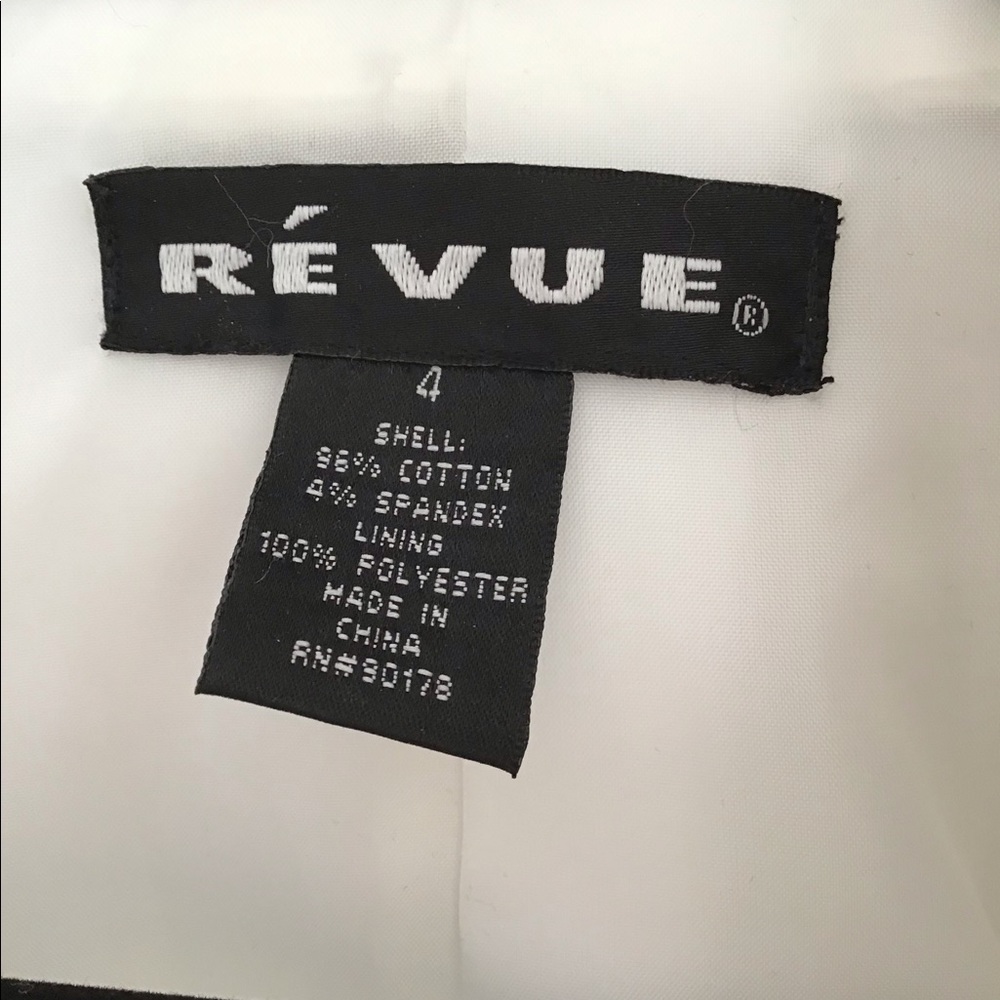 RÉVUE®
4
SHELL:
96% COTTON
4% SPANDEX
LINING
100% POLYESTER
MADE IN
CHINA
RN#90178